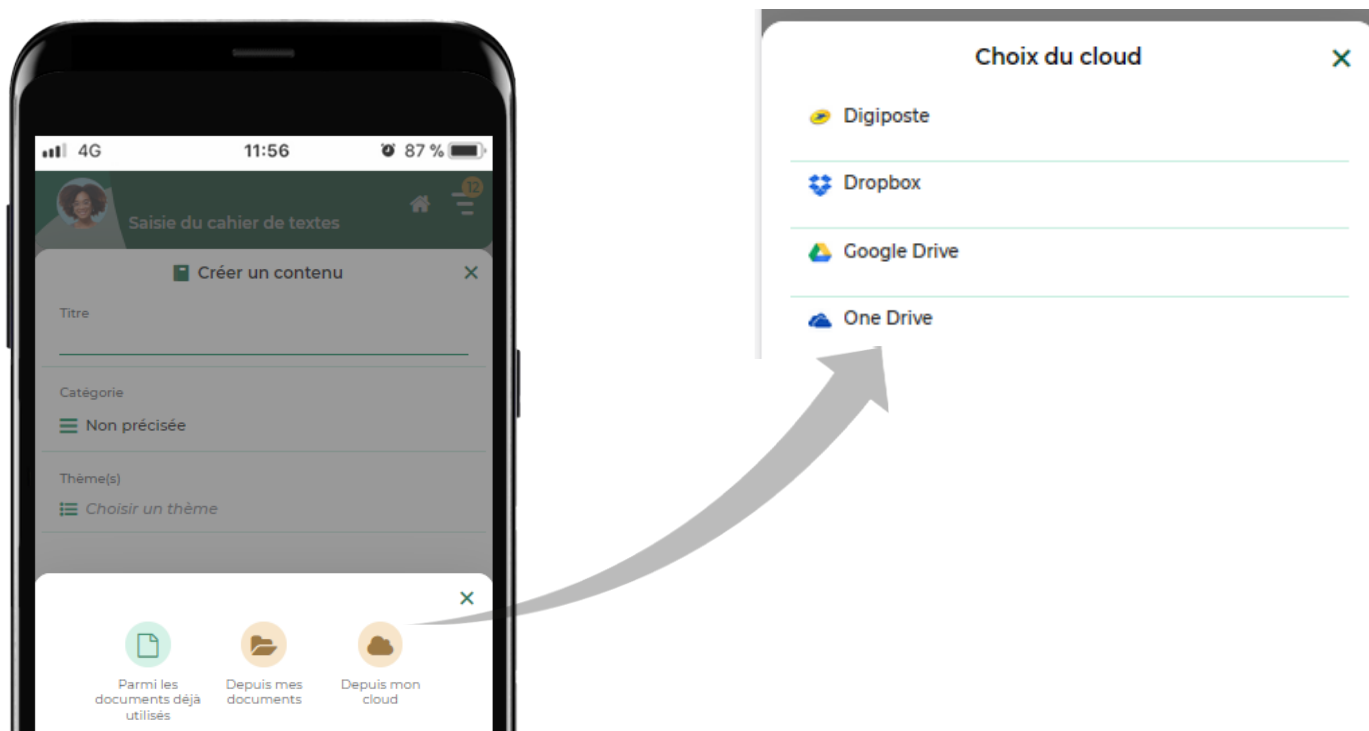 4G
11:56
87 %
12
Saisie du cahier de textes
Créer un contenu
Titre
Catégorie
Non précisée
Thème(s)
Choisir un thème
Parmi les
documents déjà
utilisés
Depuis mes
documents
Depuis mon
cloud
Choix du cloud
Digiposte
Dropbox
Google Drive
One Drive